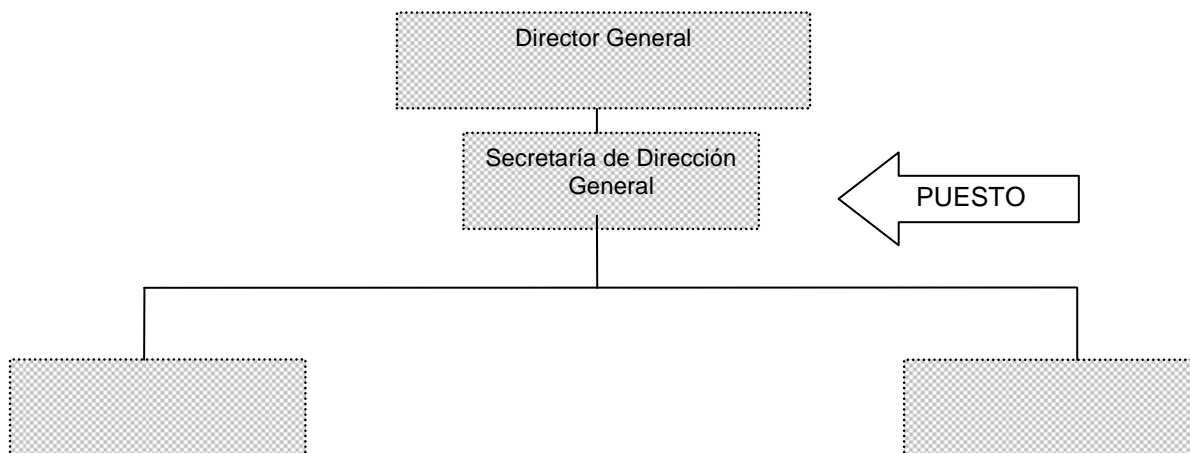 Director General
Secretaría de Dirección
General
PUESTO